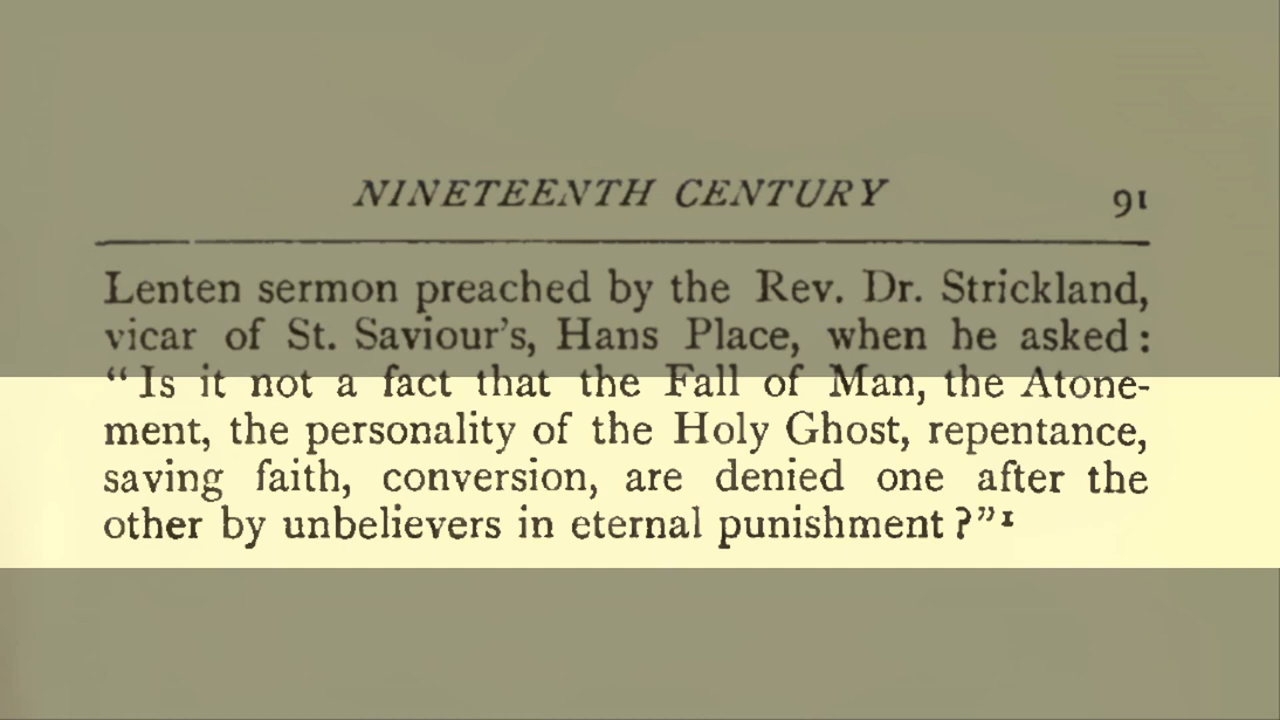 NINETEENTH CENTURY 91
Lenten sermon preached by the Rev. Dr. Strickland,
vicar of St. Saviour's, Hans Place, when he asked:
“Is it not a fact that the Fall of Man, the Atone-
ment, the personality of the Holy Ghost, repentance,
saving faith, conversion, are denied one after the
other by unbelievers in eternal punishment?”¹